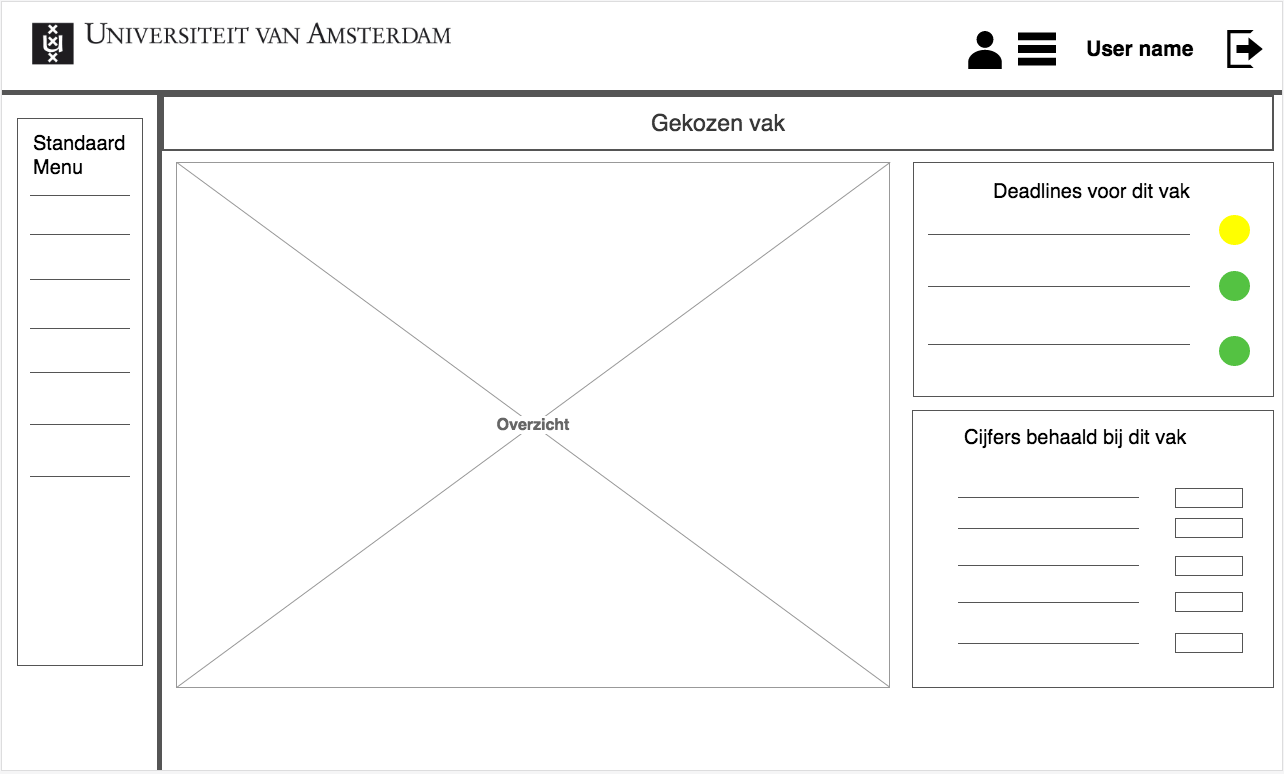 UNIVERSITEIT VAN AMSTERDAM
User name
Gekozen vak
Standaard
Menu
Overzicht
Deadlines voor dit vak
Cijfers behaald bij dit vak